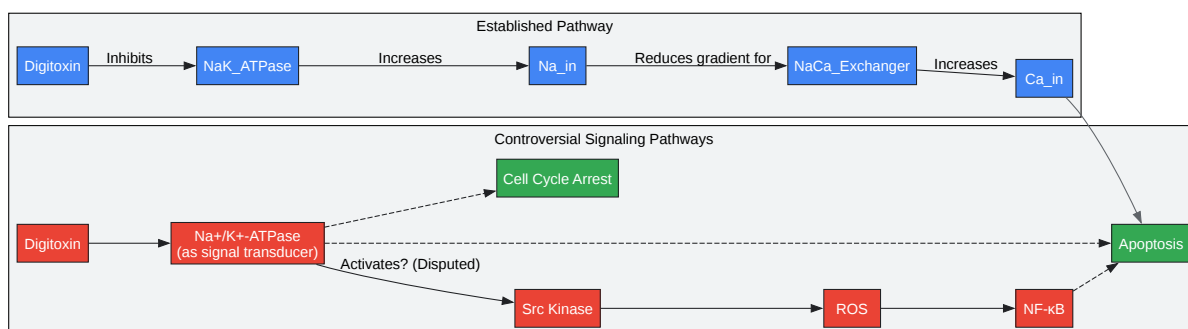 Established Pathway
Digitoxin
Inhibits
NaK_ATPase
Increases
Na_in
Reduces gradient for
NaCa_Exchanger
Increases
Ca_in
Controversial Signaling Pathways
Cell Cycle Arrest
Digitoxin
Na+/K+-ATPase
(as signal transducer)
Apoptosis
Activates? (Disputed)
Src Kinase
ROS
NF-κB